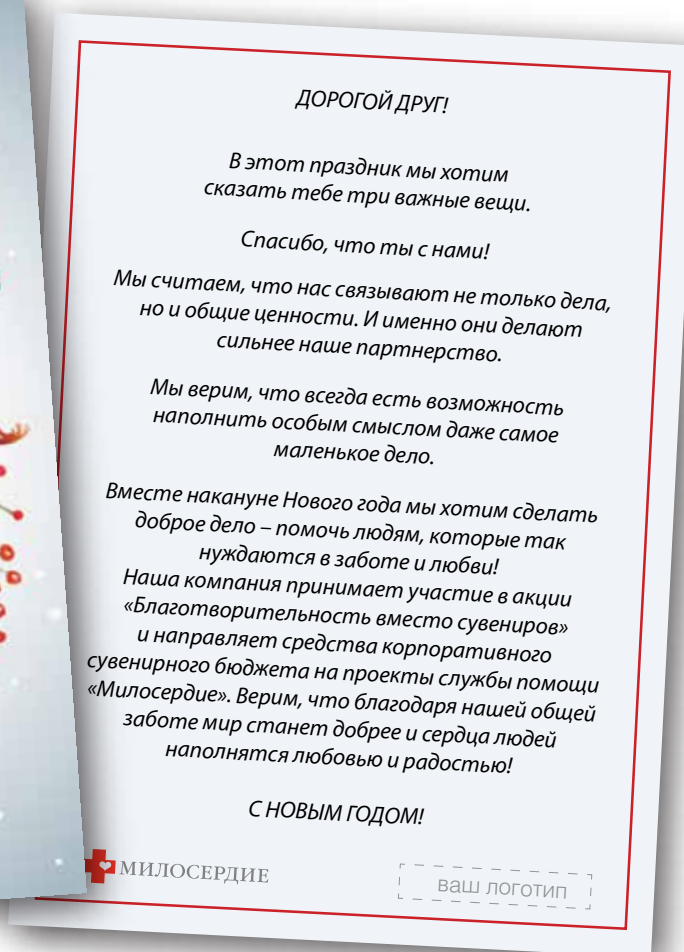 ДОРОГОЙ ДРУГ!
В этот праздник мы хотим
сказать тебе три важные вещи.
Спасибо, что ты с нами!
Мы считаем, что нас связывают не только дела,
но и общие ценности. И именно они делают
сильнее наше партнерство.
Мы верим, что всегда есть возможность
наполнить особым смыслом даже самое
маленькое дело.
Вместе накануне Нового года мы хотим сделать
доброе дело – помочь людям, которые так
нуждаются в заботе и любви!
Наша компания принимает участие в акции
«Благотворительность вместо сувениров»
и направляет средства корпоративного
сувенирного бюджета на проекты службы помощи
«Милосердие». Верим, что благодаря нашей общей
заботе мир станет добрее и сердца людей
наполнятся любовью и радостью!
С НОВЫМ ГОДОМ!
МИЛОСЕРДИЕ
ваш логотип